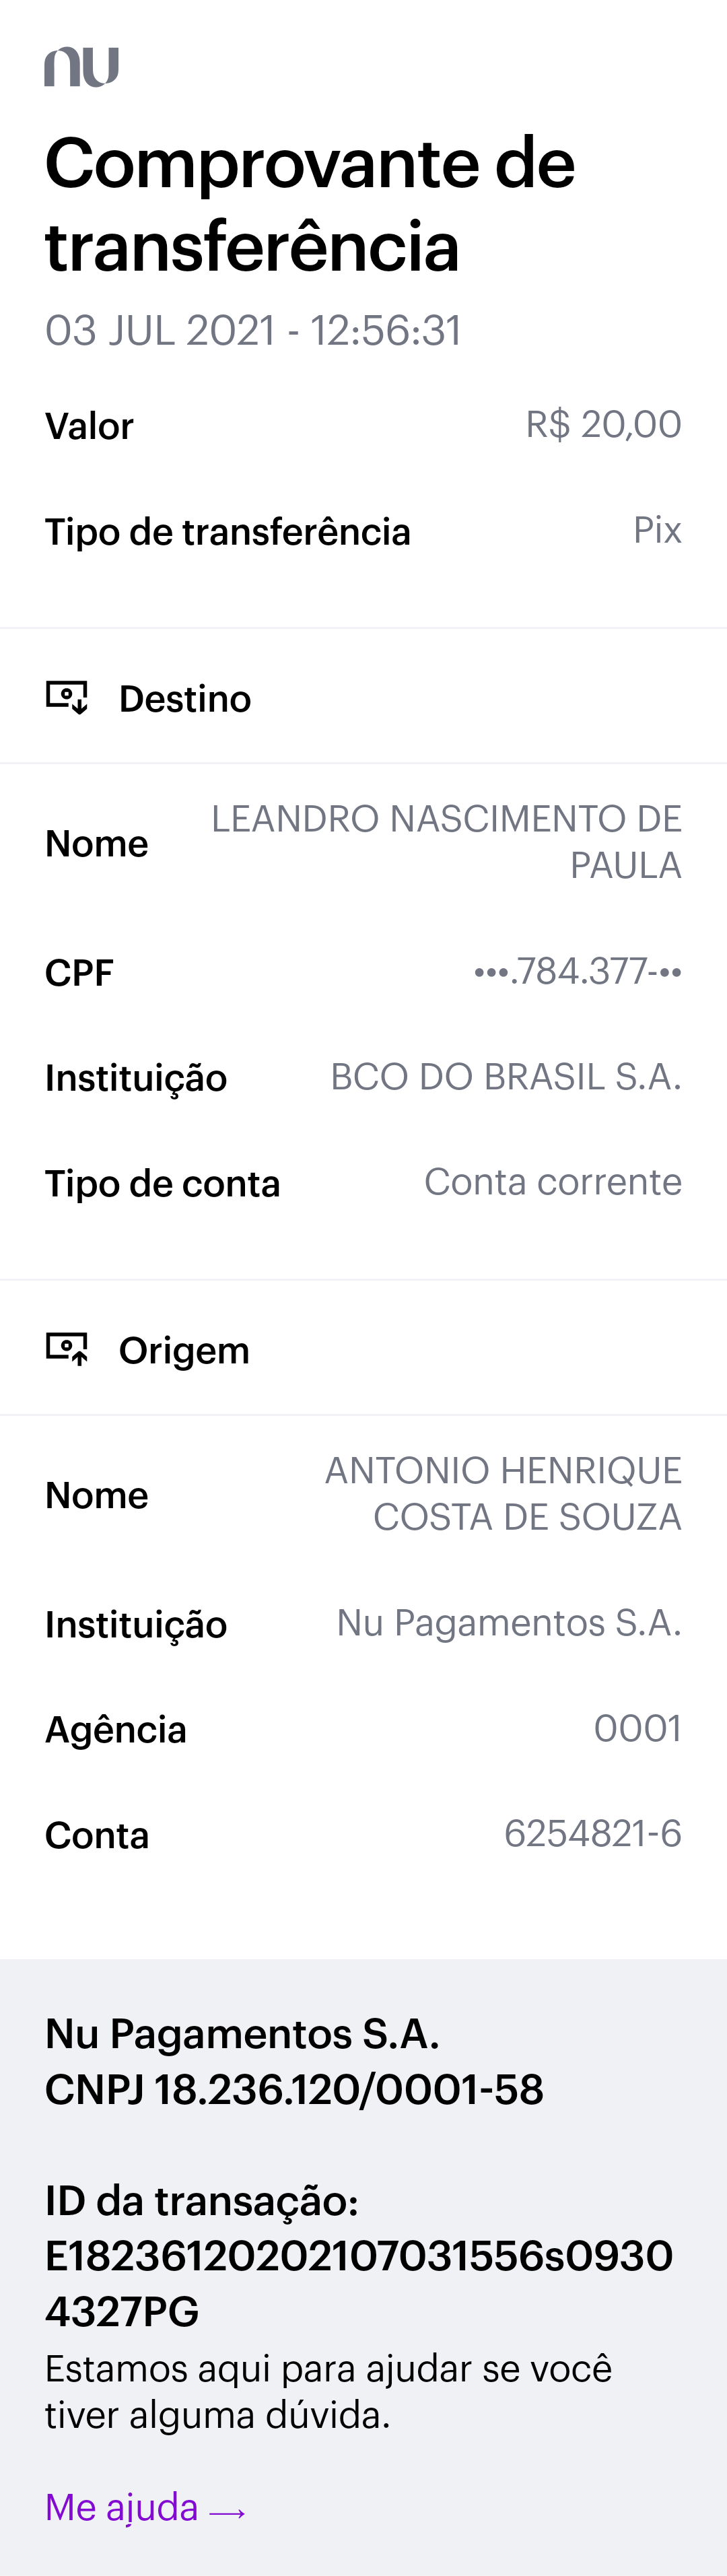 nu
Comprovante de
transferência
03 JUL 2021 - 12:56:31
Valor R$ 20,00
Tipo de transferência Pix
Destino
Nome LEANDRO NASCIMENTO DE
PAULA
CPF •••.784.377-••
Instituição BCO DO BRASIL S.A.
Tipo de conta Conta corrente
Origem
Nome ANTONIO HENRIQUE
COSTA DE SOUZA
Instituição Nu Pagamentos S.A.
Agência 0001
Conta 6254821-6
Nu Pagamentos S.A.
CNPJ 18.236.120/0001-58
ID da transação:
E18236120202107031556s0930
4327PG
Estamos aqui para ajudar se você
tiver alguma dúvida.
Me ajuda →